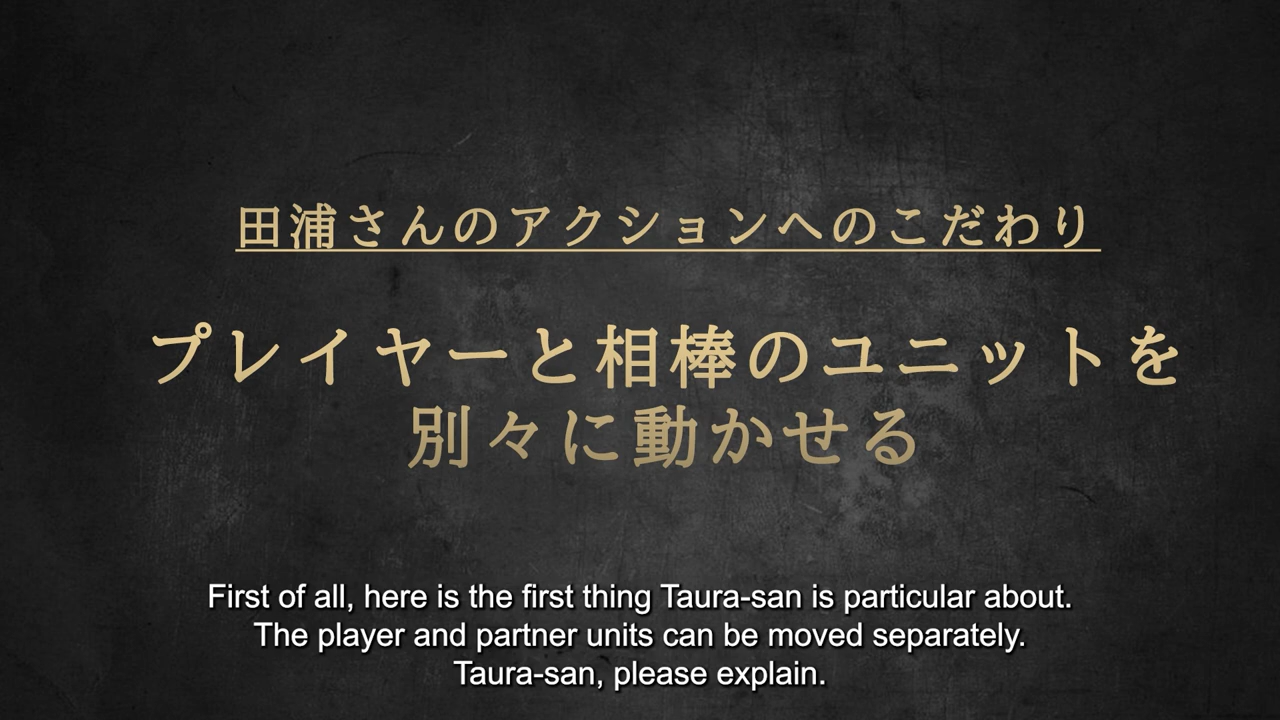 田浦さんのアクションへのこだわり
プレイヤーと相棒のユニットを
別々に動かせる
First of all, here is the first thing Taura-san is particular about.
The player and partner units can be moved separately.
Taura-san, please explain.